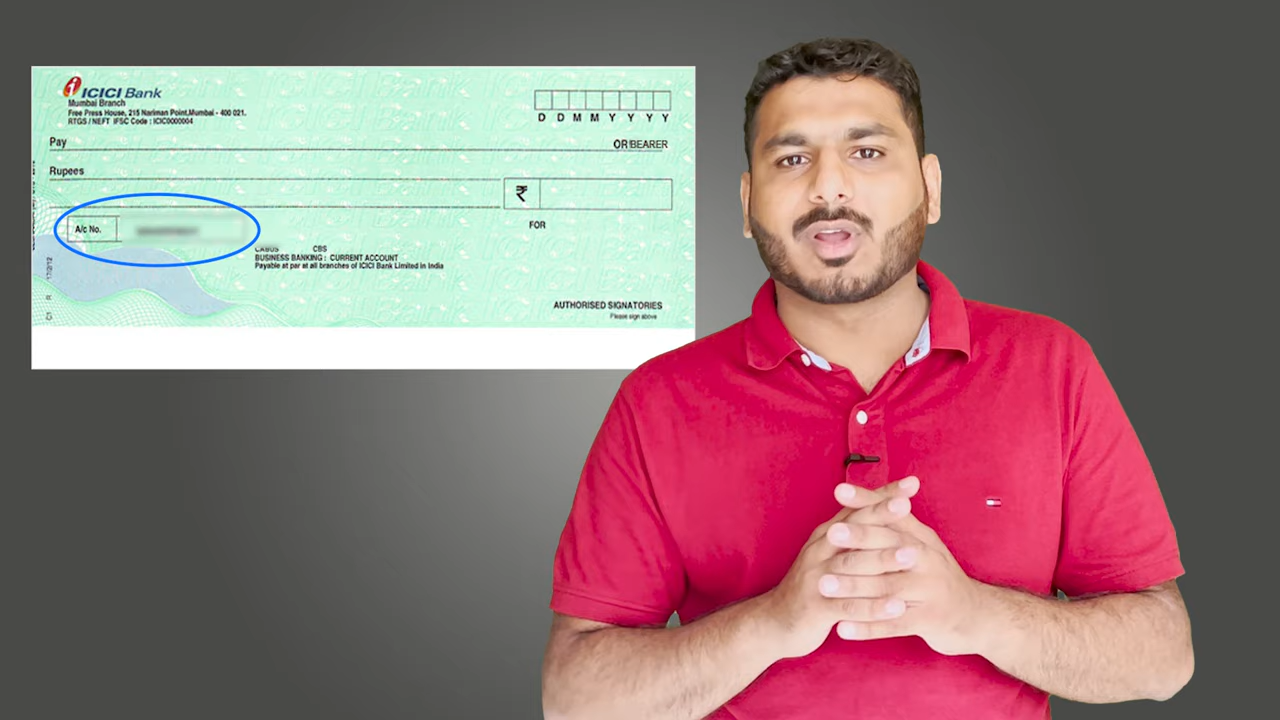 ICICI Bank
Mumbai Branch
Free Press House, 215 Nariman Point,Mumbai - 400 021.
RTGS / NEFT IFSC Code : ICIC0000004
D D M M Y Y Y Y
Pay
OR BEARER
Rupees
₹
A/c No.
FOR
CBS
BUSINESS BANKING : CURRENT ACCOUNT
Payable at par at all branches of ICICI Bank Limited in India
AUTHORISED SIGNATORIES
Please sign above